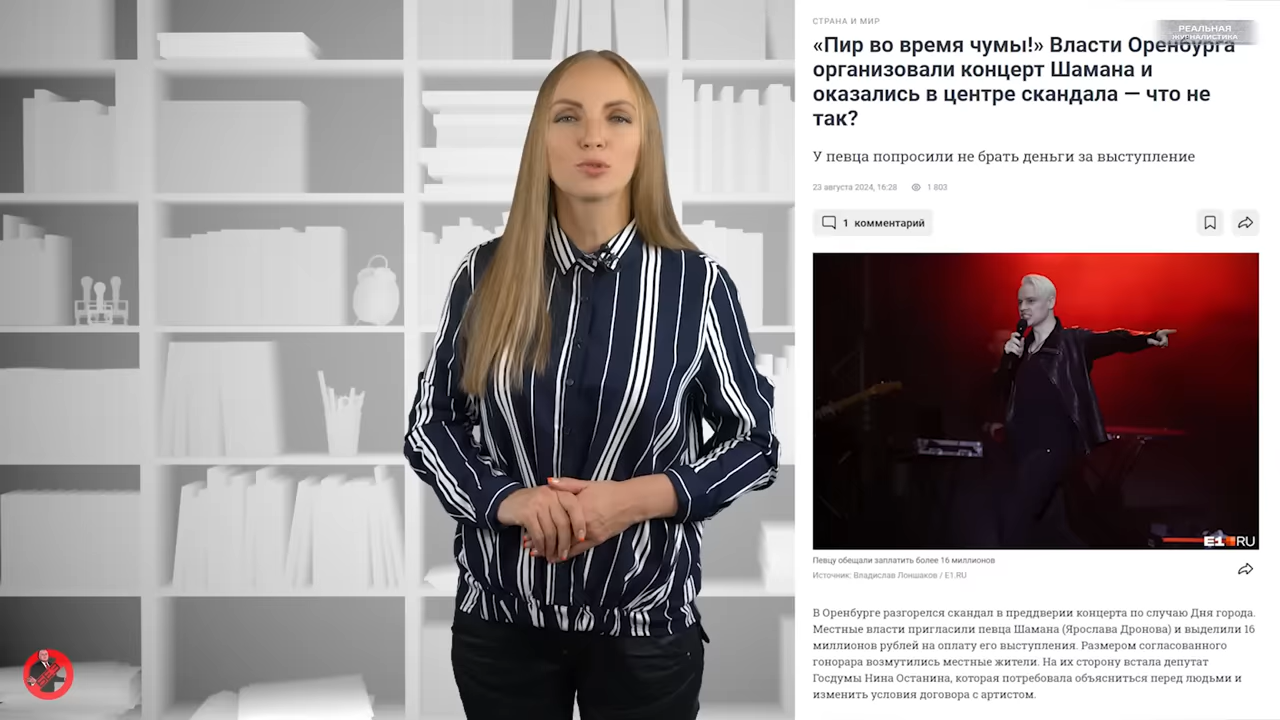 СТРАНА И МИР
РЕАЛЬНАЯ
ЖУРНАЛИСТИКА
«Пир во время чумы!» Власти Оренбурга
организовали концерт Шамана и
оказались в центре скандала — что не
так?
У певца попросили не брать деньги за выступление
23 августа 2024, 16:28 1 803
1 комментарий
E1.RU
Певцу обещали заплатить более 16 миллионов
Источник: Владислав Лоншаков / E1.RU
В Оренбурге разгорелся скандал в преддверии концерта по случаю Дня города.
Местные власти пригласили певца Шамана (Ярослава Дронова) и выделили 16
миллионов рублей на оплату его выступления. Размером согласованного
гонорара возмутились местные жители. На их сторону встала депутат
Госдумы Нина Останина, которая потребовала объясниться перед людьми и
изменить условия договора с артистом.